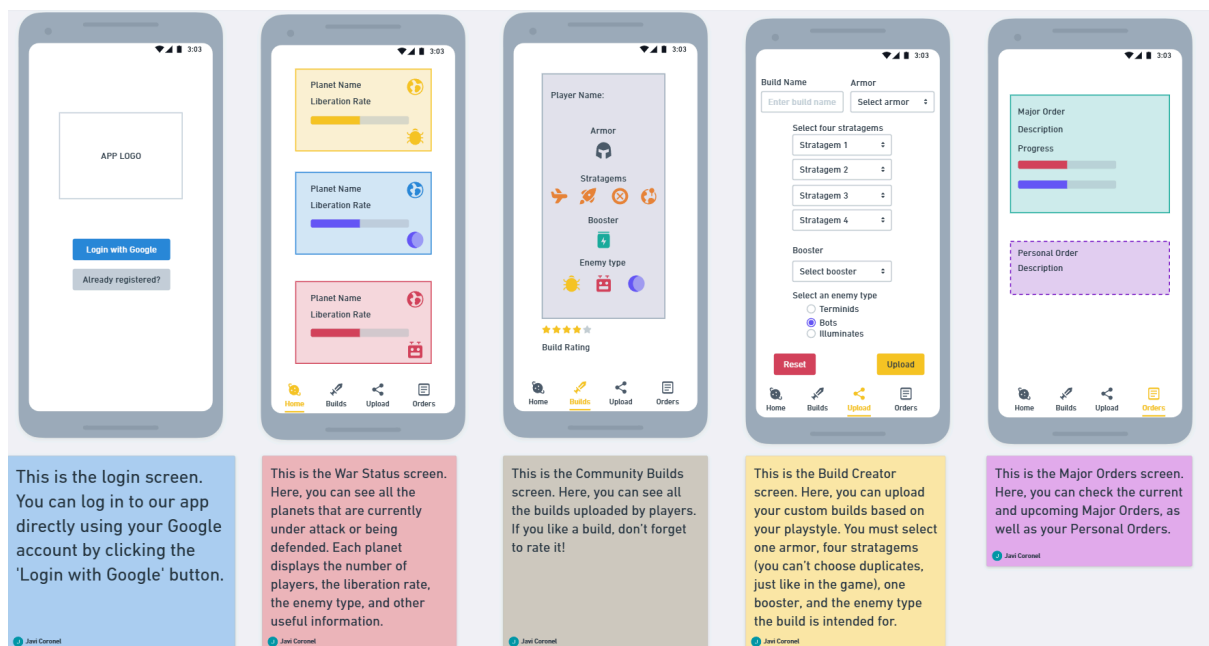 3:03
APP LOGO
Login with Google
Already registered?
3:03
Planet Name
Liberation Rate
Planet Name
Liberation Rate
Planet Name
Liberation Rate
Home Builds Upload Orders
3:03
Player Name:
Armor
Stratagems
Booster
Enemy type
Build Rating
Home Builds Upload Orders
3:03
Build Name Armor
Enter build name Select armor
Select four stratagems
Stratagem 1
Stratagem 2
Stratagem 3
Stratagem 4
Booster
Select booster
Select an enemy type
Terminids
Bots
Illuminates
Reset Upload
Home Builds Upload Orders
3:03
Major Order
Description
Progress
Personal Order
Description
Home Builds Upload Orders
This is the login screen.
You can log in to our app
directly using your Google
account by clicking the
'Login with Google' button.
J Javi Coronel
This is the War Status screen.
Here, you can see all the
planets that are currently
under attack or being
defended. Each planet
displays the number of
players, the liberation rate,
the enemy type, and other
useful information.
J Javi Coronel
This is the Community Builds
screen. Here, you can see all
the builds uploaded by players.
If you like a build, don't forget
to rate it!
J Javi Coronel
This is the Build Creator
screen. Here, you can upload
your custom builds based on
your playstyle. You must select
one armor, four stratagems
(you can't choose duplicates,
just like in the game), one
booster, and the enemy type
the build is intended for.
J Javi Coronel
This is the Major Orders screen.
Here, you can check the current
and upcoming Major Orders, as
well as your Personal Orders.
J Javi Coronel